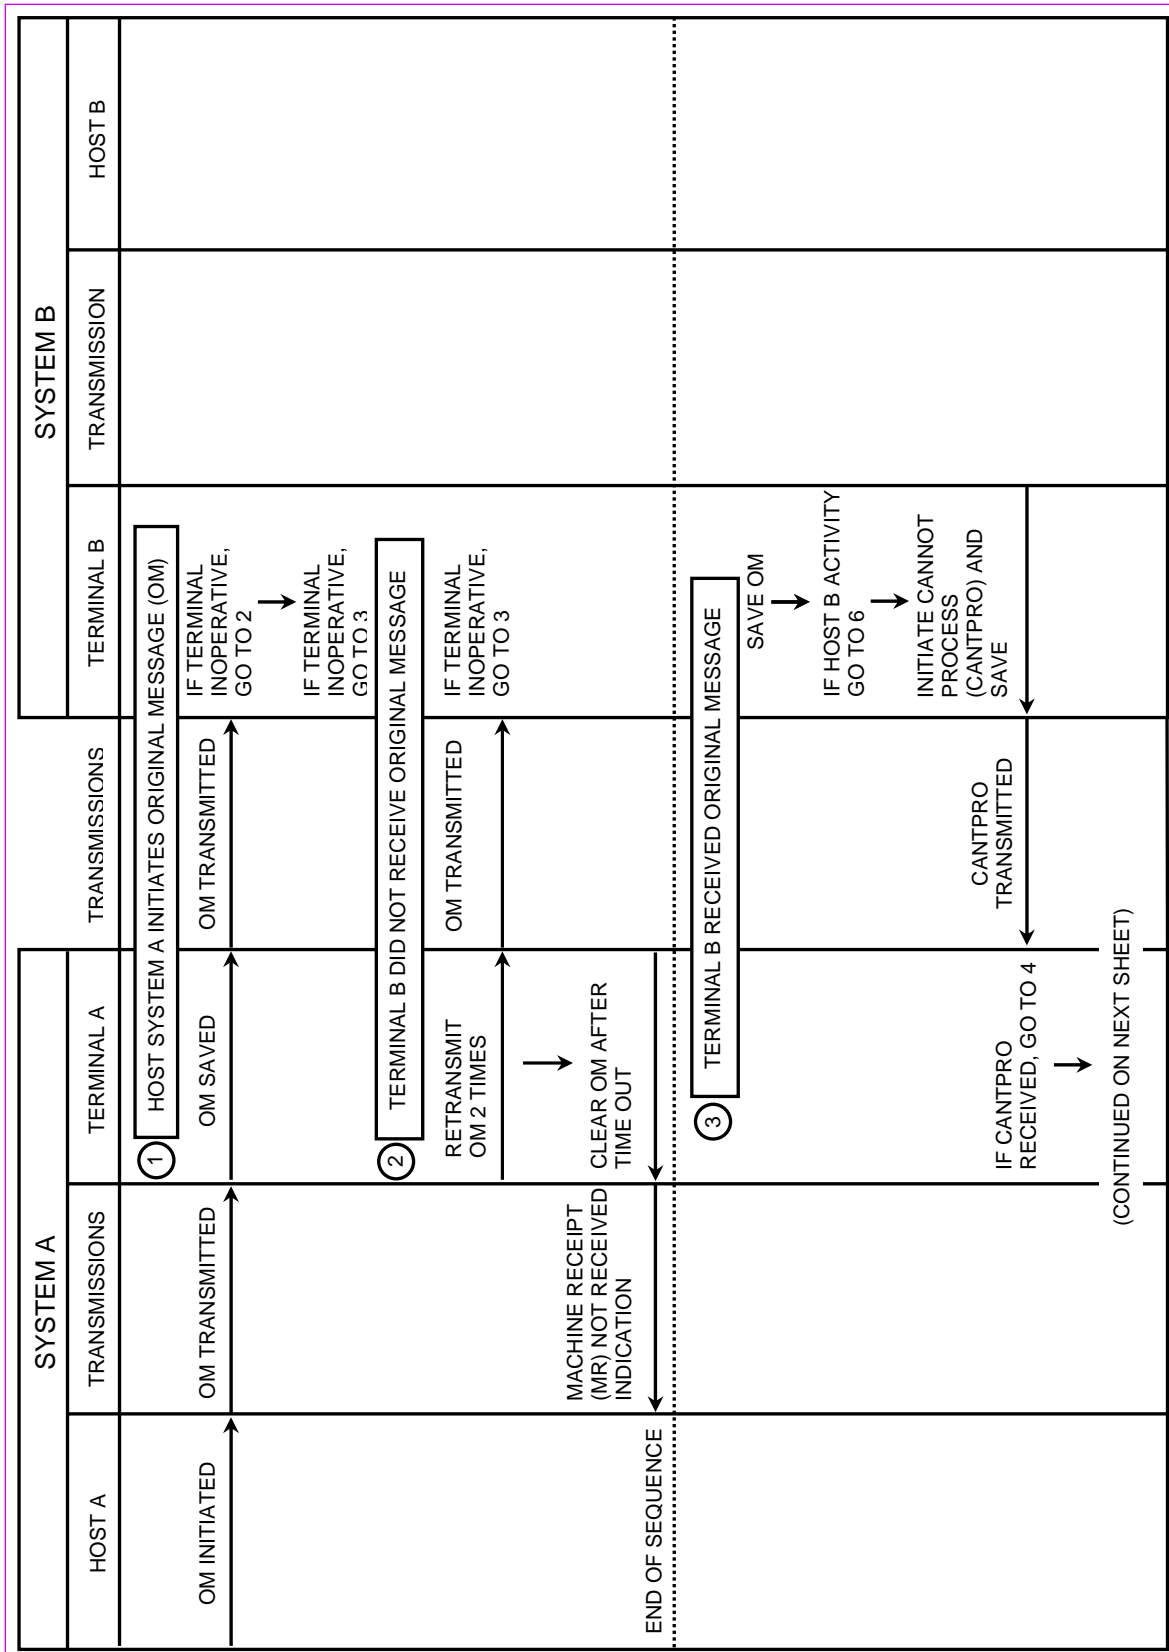 SYSTEM A
SYSTEM B
HOST A
TRANSMISSIONS
TERMINAL A
TRANSMISSIONS
TERMINAL B
TRANSMISSION
HOST B
1
HOST SYSTEM A INITIATES ORIGINAL MESSAGE (OM)
OM INITIATED
OM TRANSMITTED
OM SAVED
OM TRANSMITTED
IF TERMINAL
INOPERATIVE,
GO TO 2
IF TERMINAL
INOPERATIVE,
GO TO 3
2
TERMINAL B DID NOT RECEIVE ORIGINAL MESSAGE
RETRANSMIT
OM 2 TIMES
OM TRANSMITTED
IF TERMINAL
INOPERATIVE,
GO TO 3
CLEAR OM AFTER
TIME OUT
MACHINE RECEIPT
(MR) NOT RECEIVED
INDICATION
END OF SEQUENCE
3
TERMINAL B RECEIVED ORIGINAL MESSAGE
SAVE OM
IF HOST B ACTIVITY
GO TO 6
INITIATE CANNOT
PROCESS
(CANTPRO) AND
SAVE
CANTPRO
TRANSMITTED
IF CANTPRO
RECEIVED, GO TO 4
(CONTINUED ON NEXT SHEET)